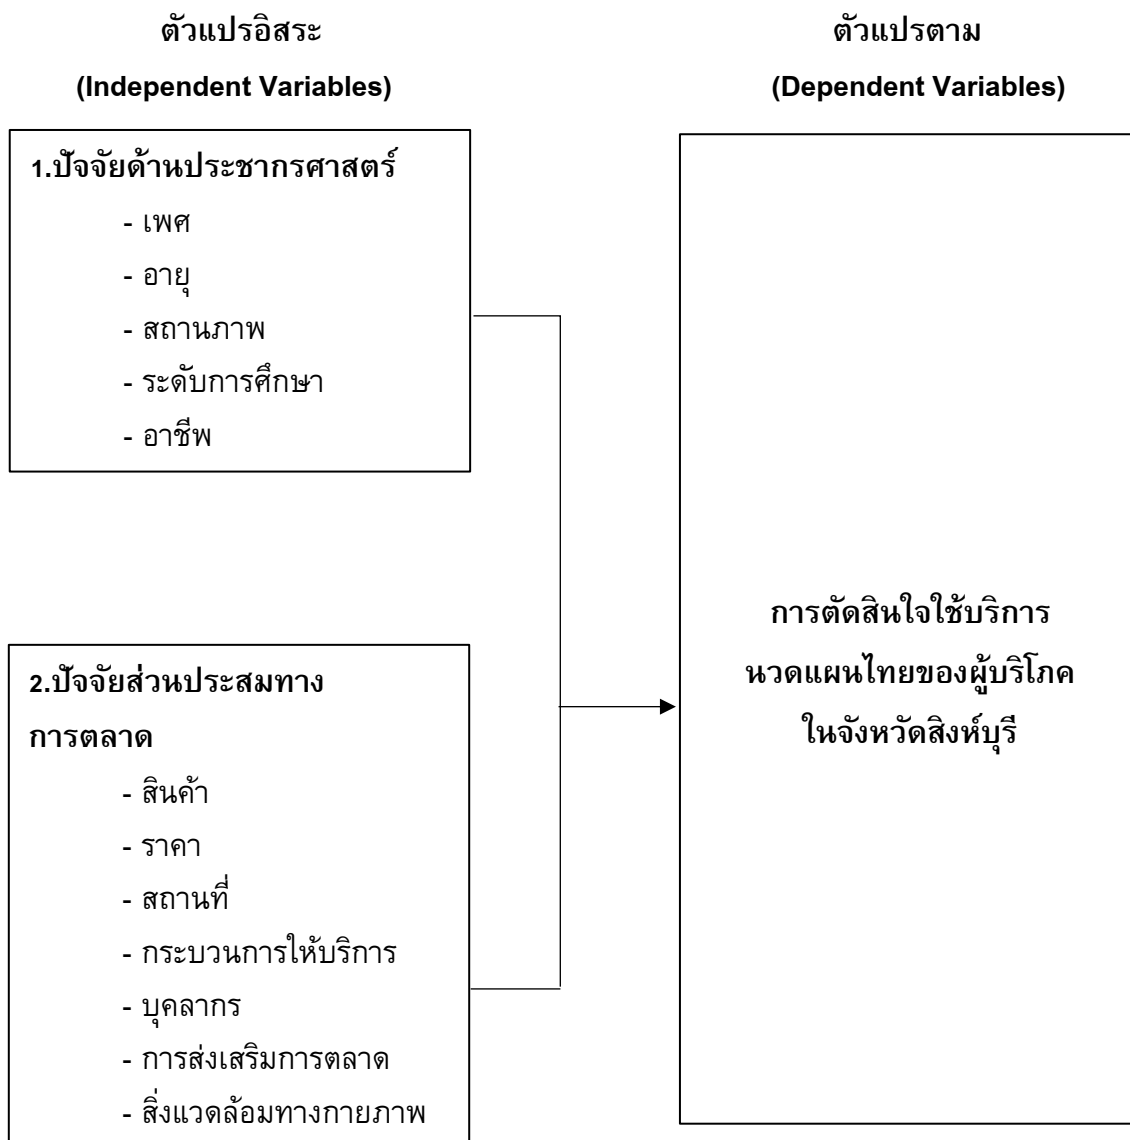 ตัวแปรอิสระ
(Independent Variables)
ตัวแปรตาม
(Dependent Variables)
1.ปัจจัยด้านประชากรศาสตร์
- เพศ
- อายุ
- สถานภาพ
- ระดับการศึกษา
- อาชีพ
2.ปัจจัยส่วนประสมทาง
การตลาด
- สินค้า
- ราคา
- สถานที่
- กระบวนการให้บริการ
- บุคลากร
- การส่งเสริมการตลาด
- สิ่งแวดล้อมทางกายภาพ
การตัดสินใจใช้บริการ
นวดแผนไทยของผู้บริโภค
ในจังหวัดสิงห์บุรี